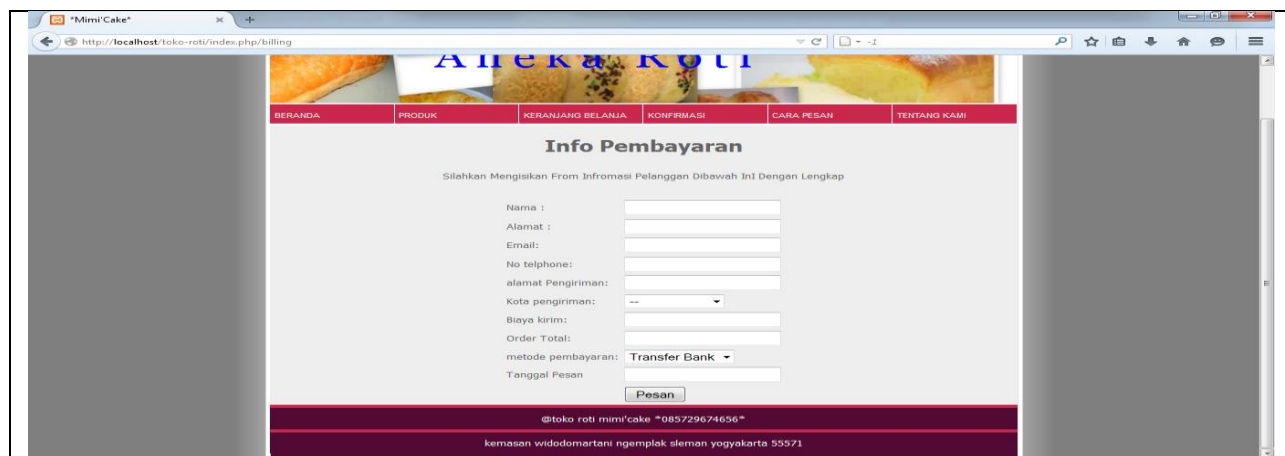 *Mimi'Cake*
http://localhost/toko-roti/index.php/billing
-1
Aneka Roti
BERANDA PRODUK KERANJANG BELANJA KONFIRMASI CARA PESAN TENTANG KAMI
Info Pembayaran
Silahkan Mengisikan From Infromasi Pelanggan Dibawah InI Dengan Lengkap
Nama :
Alamat :
Email:
No telphone:
alamat Pengiriman:
Kota pengiriman: --
Biaya kirim:
Order Total:
metode pembayaran: Transfer Bank
Tanggal Pesan
Pesan
@toko roti mimi'cake *085729674656*
kemasan widodomartani ngemplak sleman yogyakarta 55571